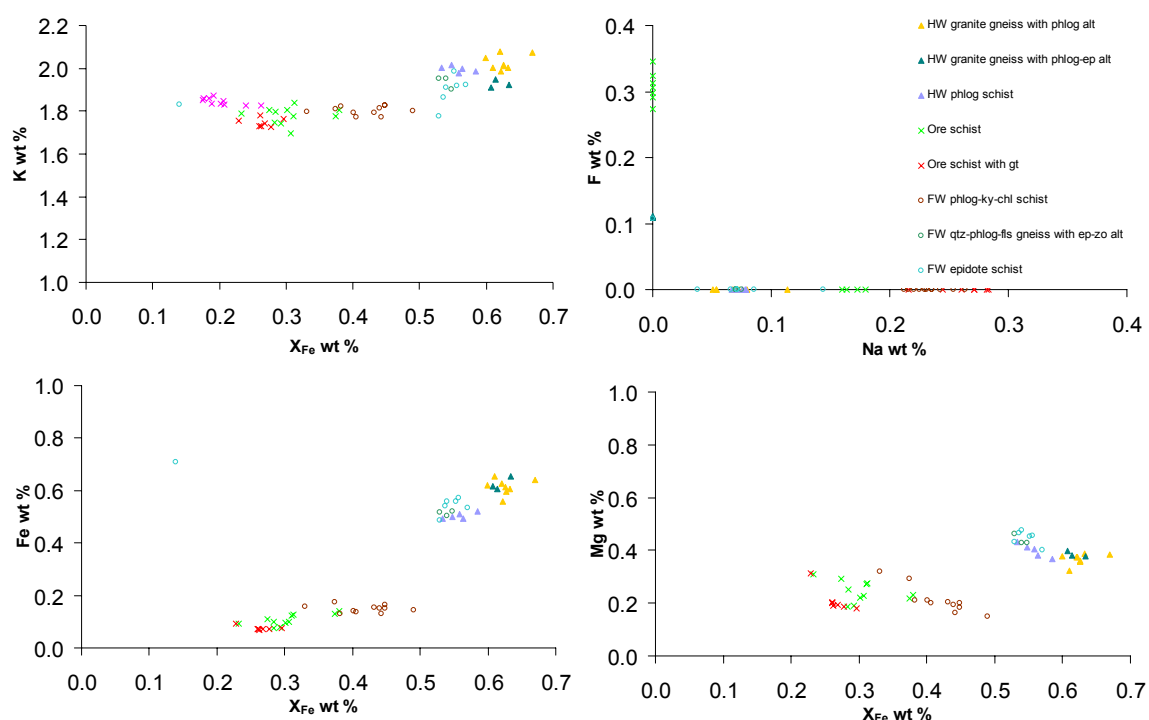 2.2
2.0
1.8
1.6
1.4
1.2
1.0
K wt %
0.0 0.1 0.2 0.3 0.4 0.5 0.6 0.7
XFe wt %
0.4
0.3
0.2
0.1
0.0
F wt %
0.0 0.1 0.2 0.3 0.4
Na wt %
HW granite gneiss with phlog alt
HW granite gneiss with phlog-ep alt
HW phlog schist
Ore schist
Ore schist with gt
FW phlog-ky-chl schist
FW qtz-phlog-fls gneiss with ep-zo alt
FW epidote schist
1.0
0.8
0.6
0.4
0.2
0.0
Fe wt %
0.0 0.1 0.2 0.3 0.4 0.5 0.6 0.7
XFe wt %
1.0
0.8
0.6
0.4
0.2
0.0
Mg wt %
0.0 0.1 0.2 0.3 0.4 0.5 0.6 0.7
XFe wt %